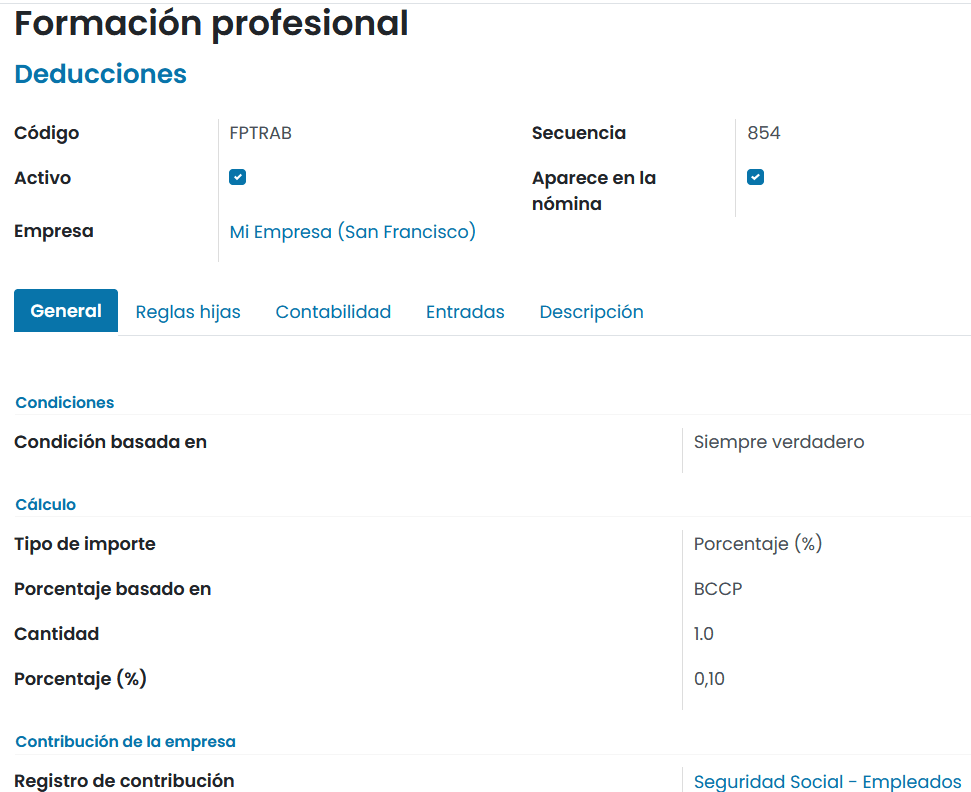 Formación profesional
Deducciones
Código FPTRAB Secuencia 854
Activo Aparece en la
nómina
Empresa Mi Empresa (San Francisco)
General Reglas hijas Contabilidad Entradas Descripción
Condiciones
Condición basada en Siempre verdadero
Cálculo
Tipo de importe Porcentaje (%)
Porcentaje basado en BCCP
Cantidad 1.0
Porcentaje (%) 0,10
Contribución de la empresa
Registro de contribución Seguridad Social - Empleados